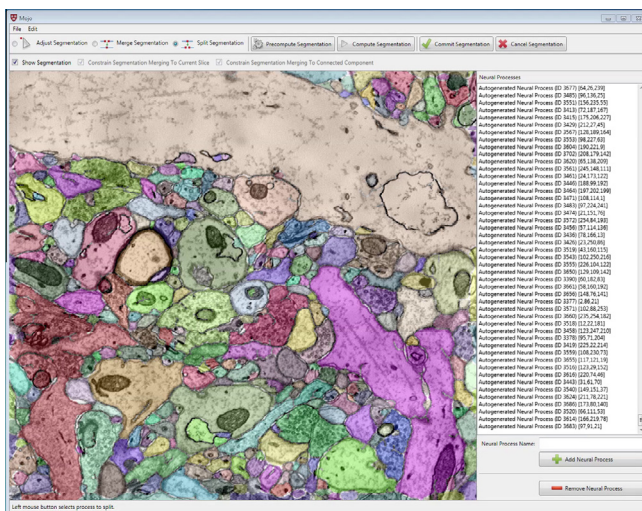 Mojo
File Edit
Adjust Segmentation Merge Segmentation Split Segmentation Precompute Segmentation Compute Segmentation Commit Segmentation Cancel Segmentation
Show Segmentation Constrain Segmentation Merging To Current Slice Constrain Segmentation Merging To Connected Component
Neural Processes
Autogenerated Neural Process (ID 3677) [64,26,239]
Autogenerated Neural Process (ID 3485) [96,136,25]
Autogenerated Neural Process (ID 3551) [156,235,55]
Autogenerated Neural Process (ID 3413) [72,187,167]
Autogenerated Neural Process (ID 3415) [175,206,227]
Autogenerated Neural Process (ID 3429) [212,27,45]
Autogenerated Neural Process (ID 3567) [126,189,164]
Autogenerated Neural Process (ID 3553) [98,227,63]
Autogenerated Neural Process (ID 3604) [190,221,9]
Autogenerated Neural Process (ID 3702) [208,179,142]
Autogenerated Neural Process (ID 3620) [65,138,209]
Autogenerated Neural Process (ID 3561) [245,148,111]
Autogenerated Neural Process (ID 3461) [24,173,122]
Autogenerated Neural Process (ID 3446) [188,99,192]
Autogenerated Neural Process (ID 3464) [197,202,199]
Autogenerated Neural Process (ID 3471) [108,114,1]
Autogenerated Neural Process (ID 3483) [97,224,241]
Autogenerated Neural Process (ID 3474) [21,151,76]
Autogenerated Neural Process (ID 3572) [254,84,193]
Autogenerated Neural Process (ID 3456) [57,114,136]
Autogenerated Neural Process (ID 3436) [78,166,13]
Autogenerated Neural Process (ID 3426) [23,250,86]
Autogenerated Neural Process (ID 3519) [43,160,115]
Autogenerated Neural Process (ID 3543) [102,250,216]
Autogenerated Neural Process (ID 3555) [226,104,122]
Autogenerated Neural Process (ID 3650) [129,109,142]
Autogenerated Neural Process (ID 3390) [60,182,83]
Autogenerated Neural Process (ID 3661) [58,160,192]
Autogenerated Neural Process (ID 3656) [148,76,141]
Autogenerated Neural Process (ID 3377) [2,86,21]
Autogenerated Neural Process (ID 3571) [102,88,253]
Autogenerated Neural Process (ID 3660) [235,254,182]
Autogenerated Neural Process (ID 3518) [12,22,181]
Autogenerated Neural Process (ID 3458) [123,247,210]
Autogenerated Neural Process (ID 3378) [95,71,204]
Autogenerated Neural Process (ID 3419) [225,22,214]
Autogenerated Neural Process (ID 3559) [108,230,73]
Autogenerated Neural Process (ID 3655) [117,121,19]
Autogenerated Neural Process (ID 3516) [123,29,152]
Autogenerated Neural Process (ID 3616) [220,74,46]
Autogenerated Neural Process (ID 3443) [31,61,70]
Autogenerated Neural Process (ID 3540) [149,151,37]
Autogenerated Neural Process (ID 3624) [211,78,221]
Autogenerated Neural Process (ID 3686) [173,80,140]
Autogenerated Neural Process (ID 3520) [66,111,53]
Autogenerated Neural Process (ID 3614) [166,219,78]
Autogenerated Neural Process (ID 3683) [97,91,21]
Neural Process Name:
Add Neural Process
Remove Neural Process
Left mouse button selects process to split.